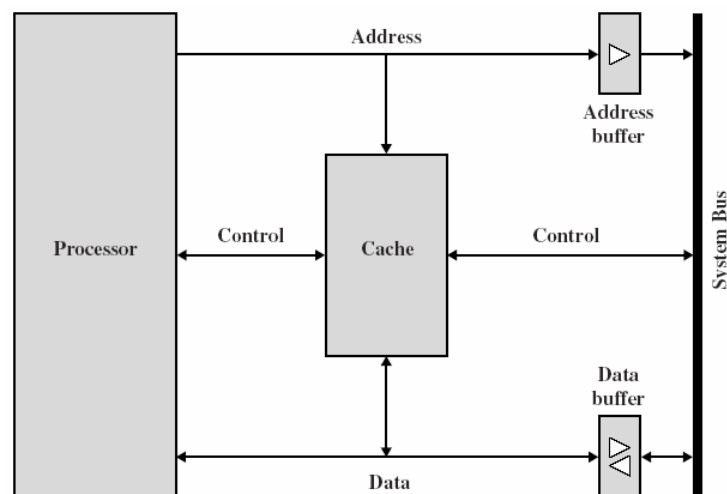 Address
Address
buffer
Processor
Control
Cache
Control
System Bus
Data
buffer
Data